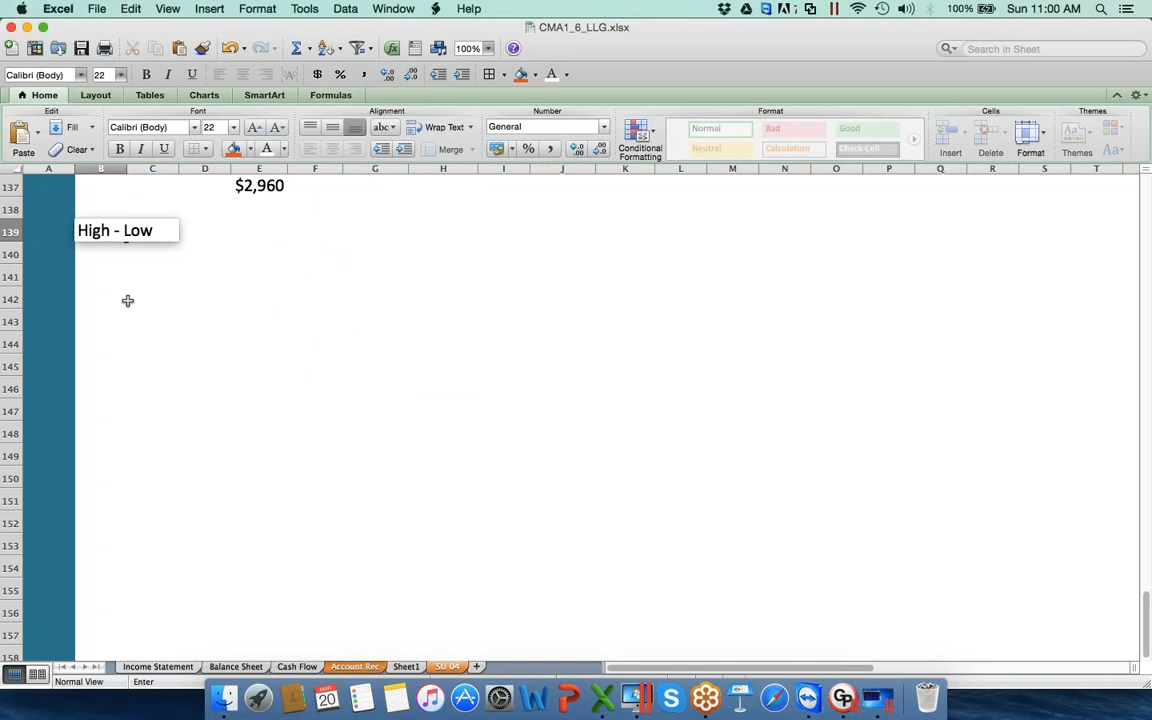 Excel File Edit View Insert Format Tools Data Window Help 100% Sun 11:00 AM
CMA1_6_LLG.xlsx
100% Search in Sheet
Calibri (Body) 22 B I U $ %
Home Layout Tables Charts SmartArt Formulas
Edit Font Alignment Number Format Cells Themes
Fill Calibri (Body) 22 abc Wrap Text General Normal Bad Good
Paste Clear B I U Merge % Conditional Formatting Neutral Calculation Check Cell Insert Delete Format Themes Aa
A B C D E F G H I J K L M N O P Q R S T
137 $2,960
138
139 High - Low
140
141
142
143
144
145
146
147
148
149
150
151
152
153
154
155
156
157
158
Income Statement Balance Sheet Cash Flow Account Rec Sheet1 SU 04
Normal View Enter
MAR 20